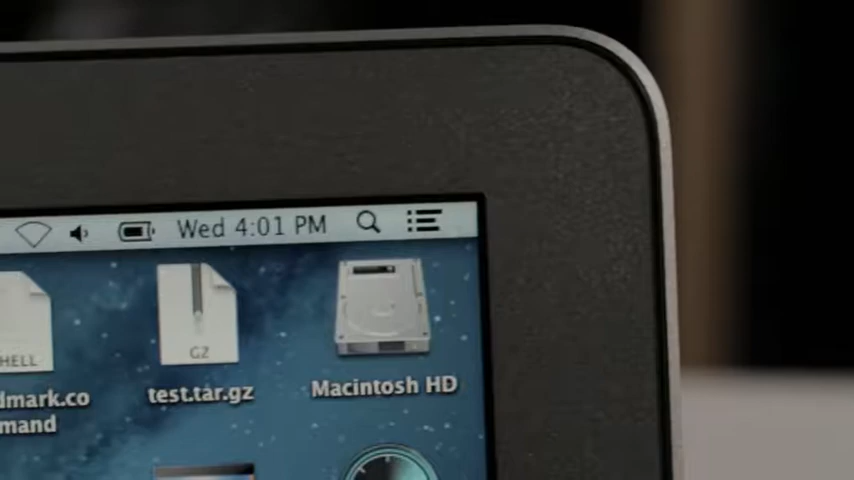 Wed 4:01 PM
HELL
GZ
dmark.co
mand
test.tar.gz
Macintosh HD